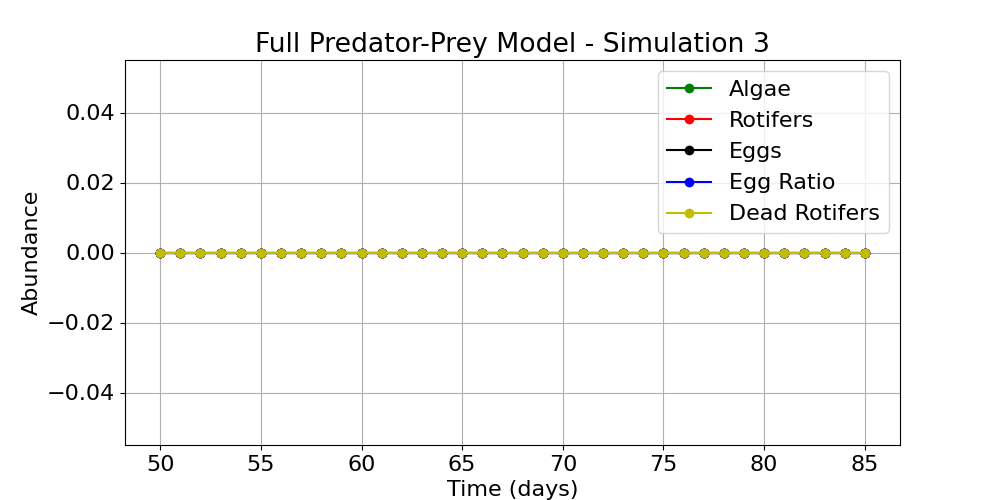 Full Predator-Prey Model - Simulation 3
Algae
Rotifers
Eggs
Egg Ratio
Dead Rotifers
Abundance
0.04
0.02
0.00
−0.02
−0.04
50 55 60 65 70 75 80 85
Time (days)